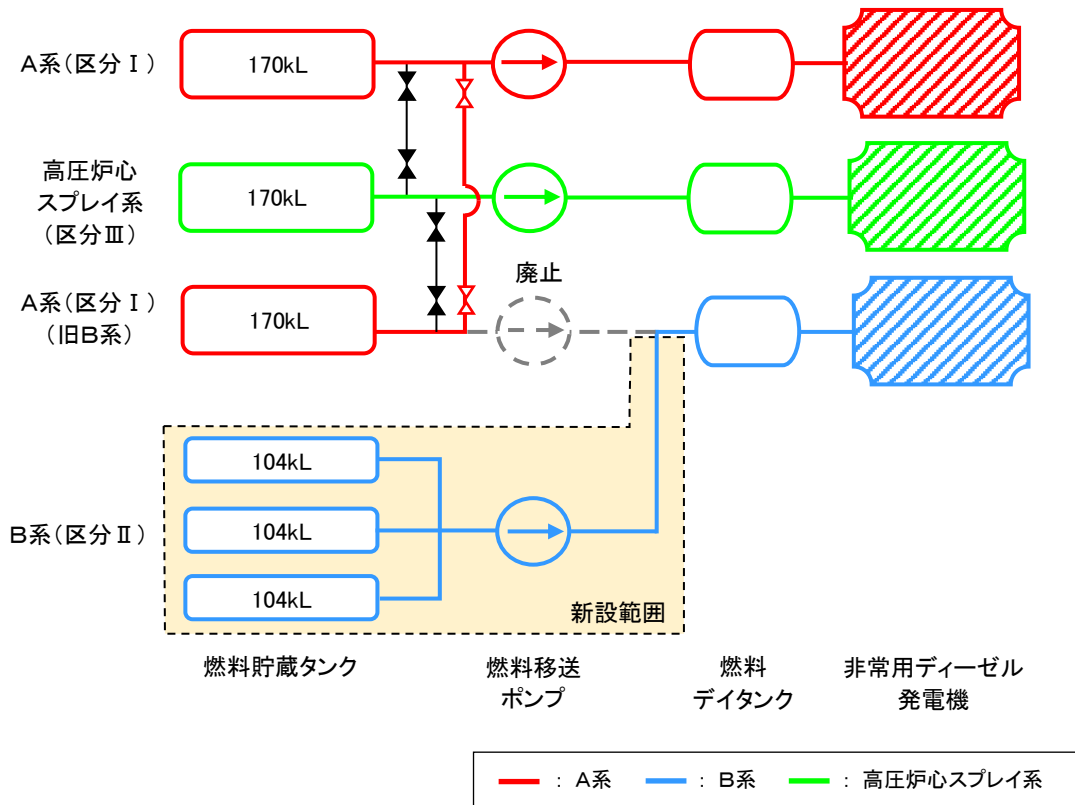 A系(区分Ⅰ)
170kL
高圧炉心
スプレイ系
(区分Ⅲ)
170kL
廃止
A系(区分Ⅰ)
(旧B系)
170kL
104kL
B系(区分Ⅱ)
104kL
104kL
新設範囲
燃料貯蔵タンク
燃料移送
ポンプ
燃料
デイタンク
非常用ディーゼル
発電機
: A系
: B系
: 高圧炉心スプレイ系